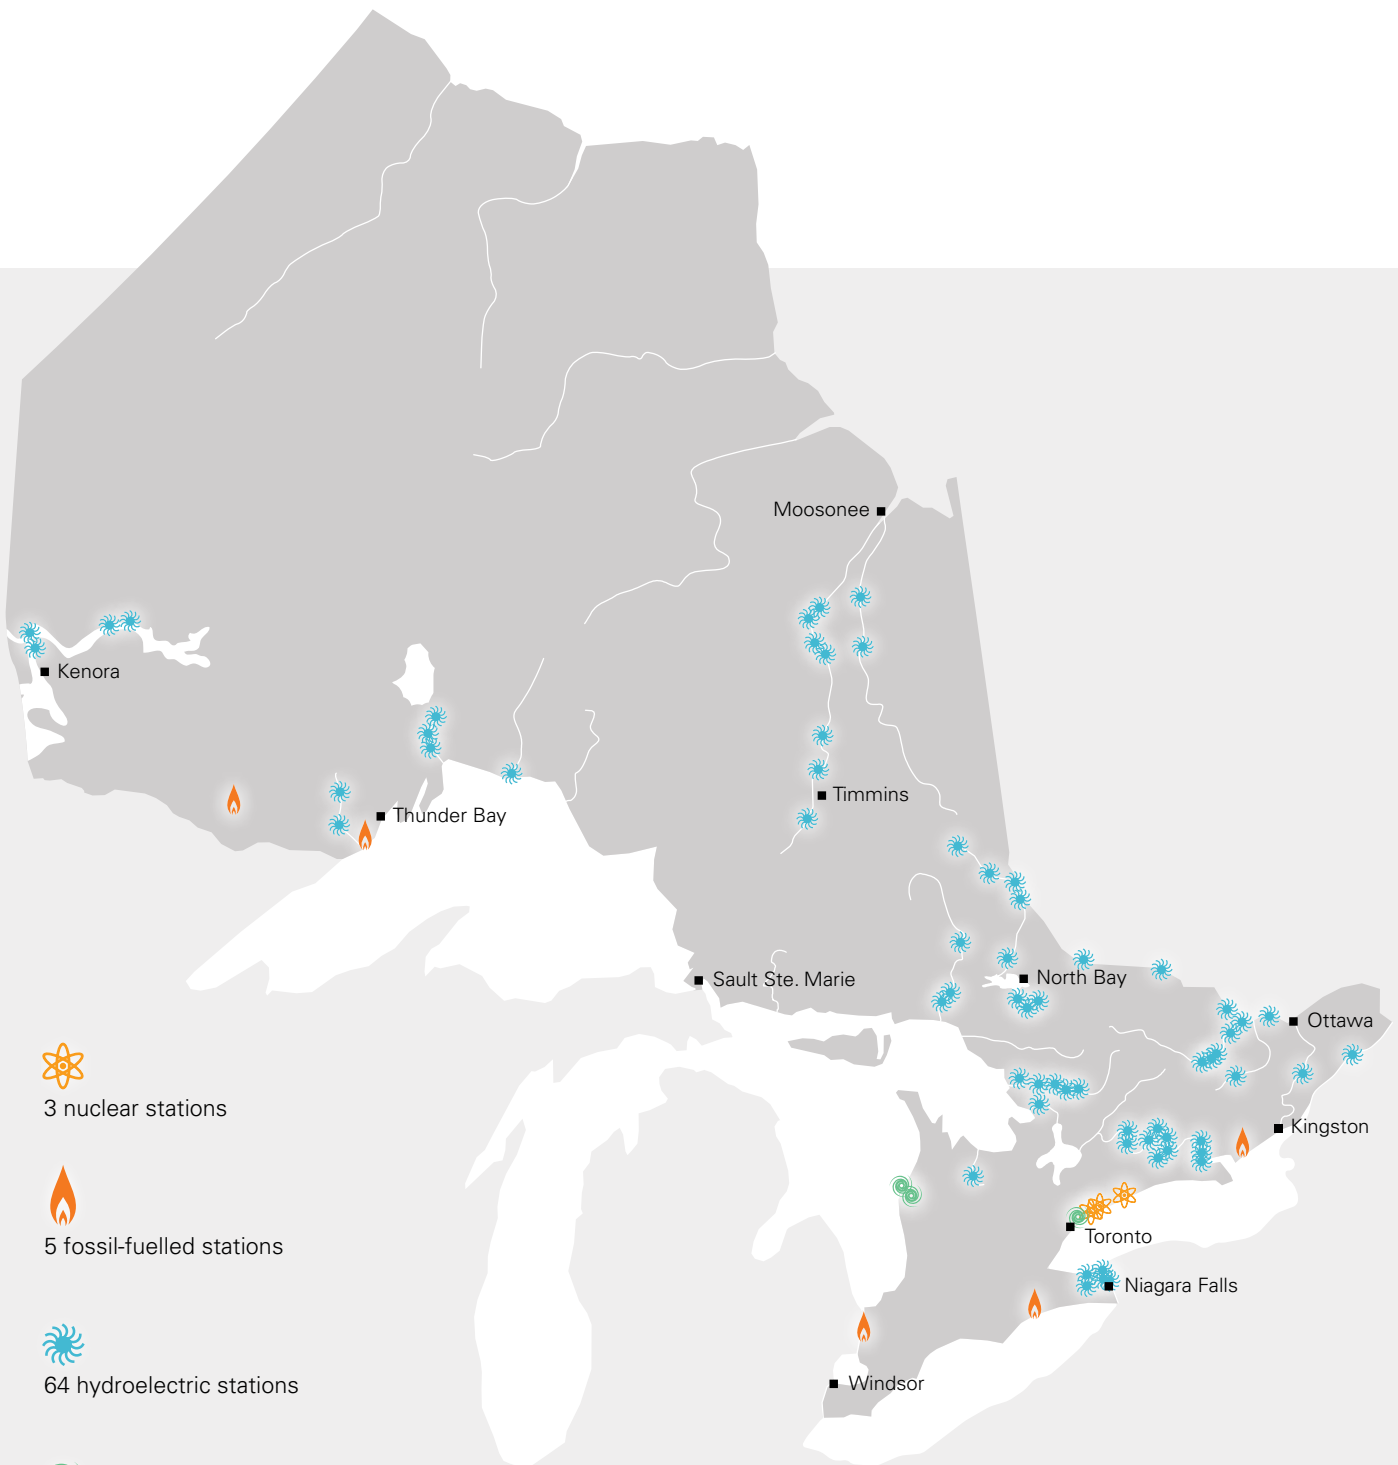 Moosonee
Kenora
Timmins
Thunder Bay
North Bay
Sault Ste. Marie
Ottawa
3 nuclear stations
Kingston
Toronto
5 fossil-fuelled stations
Niagara Falls
64 hydroelectric stations
Windsor